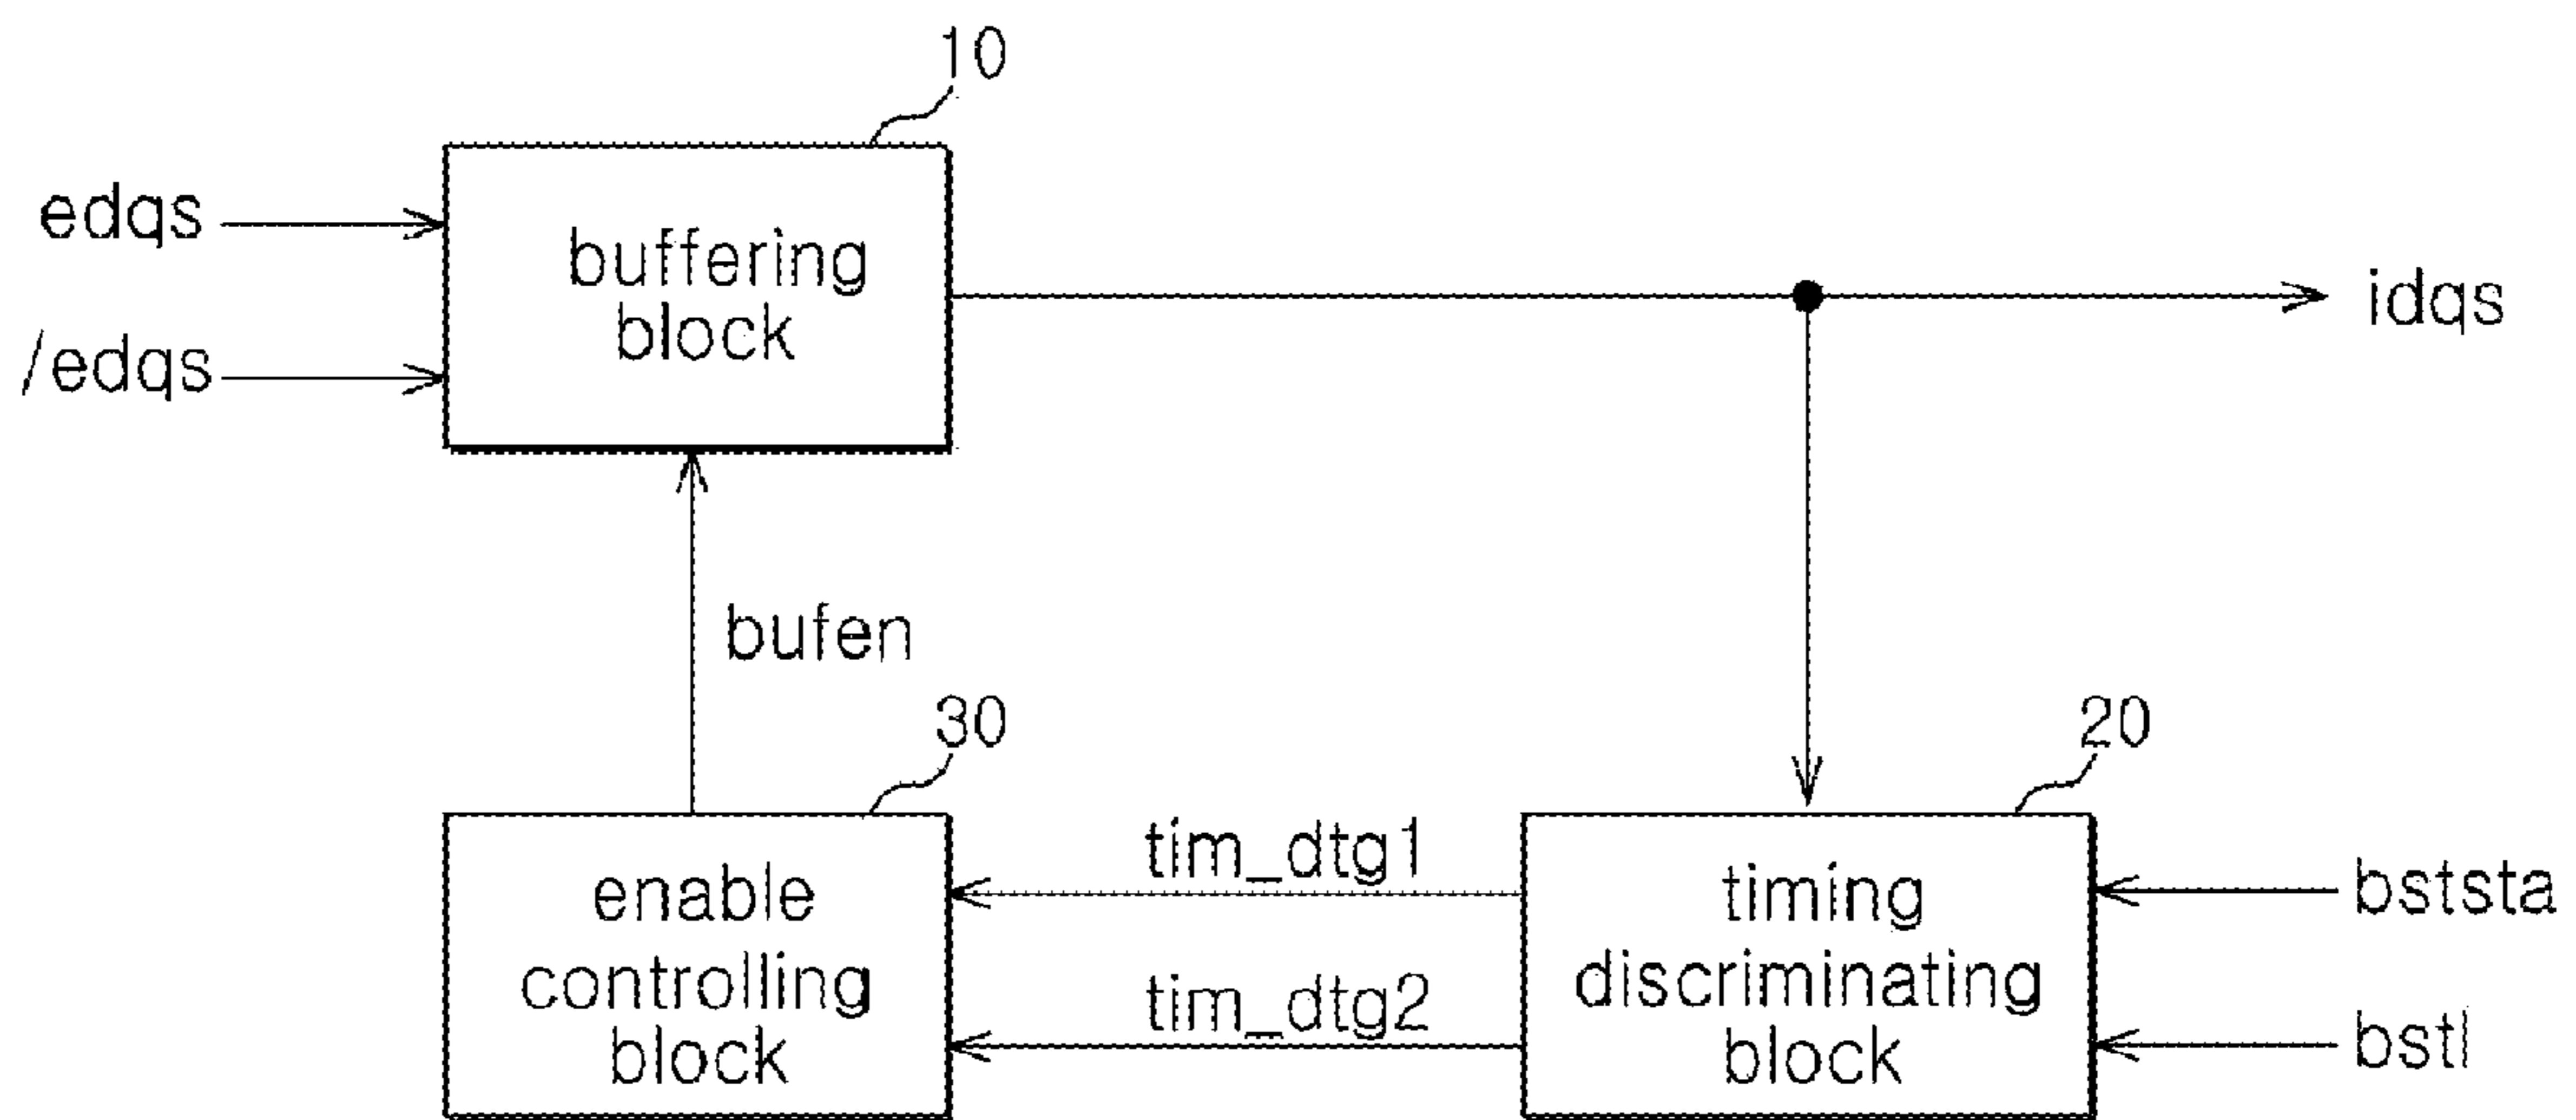 10
edqs
/edqs
buffering
block
idqs
bufen
30
20
enable
controlling
block
tim_dtg1
tim_dtg2
timing
discriminating
block
bststa
bstl